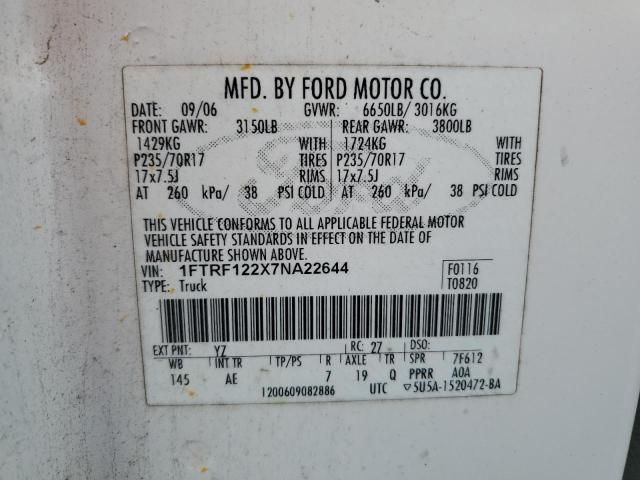 MFD. BY FORD MOTOR CO.
DATE: 09/06 GVWR: 6650LB/ 3016KG
FRONT GAWR: 3150LB REAR GAWR: 3800LB
1429KG WITH 1724KG WITH
P235/70R17 TIRES P235/70R17 TIRES
17x7.5J RIMS 17x7.5J RIMS
AT 260 kPa/ 38 PSI COLD AT 260 kPa/ 38 PSI COLD
THIS VEHICLE CONFORMS TO ALL APPLICABLE FEDERAL MOTOR
VEHICLE SAFETY STANDARDS IN EFFECT ON THE DATE OF
MANUFACTURE SHOWN ABOVE.
VIN: 1FTRF122X7NA22644 F0116
TYPE: Truck T0820
EXT PNT: Y7 RC: 27 DSO:
WB INT TR TP/PS R AXLE TR SPR 7F612
145 AE 7 19 Q PPRR A0A
1200609082886 UTC ▽5U5A-1520472-BA
Ford